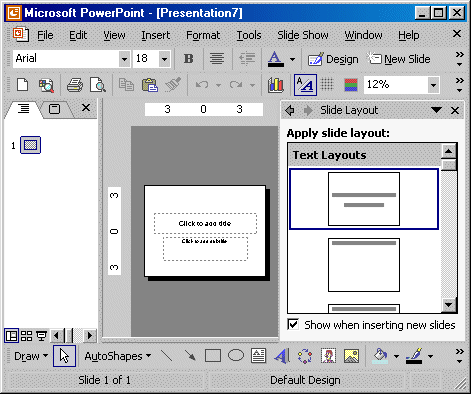 Microsoft PowerPoint - [Presentation7]
File Edit View Insert Format Tools Slide Show Window Help
Arial 18 B Design New Slide
12%
3 0 3
Slide Layout
Apply slide layout:
Text Layouts
1
3
0
3
Click to add title
Click to add subtitle
Show when inserting new slides
Draw AutoShapes
Slide 1 of 1 Default Design